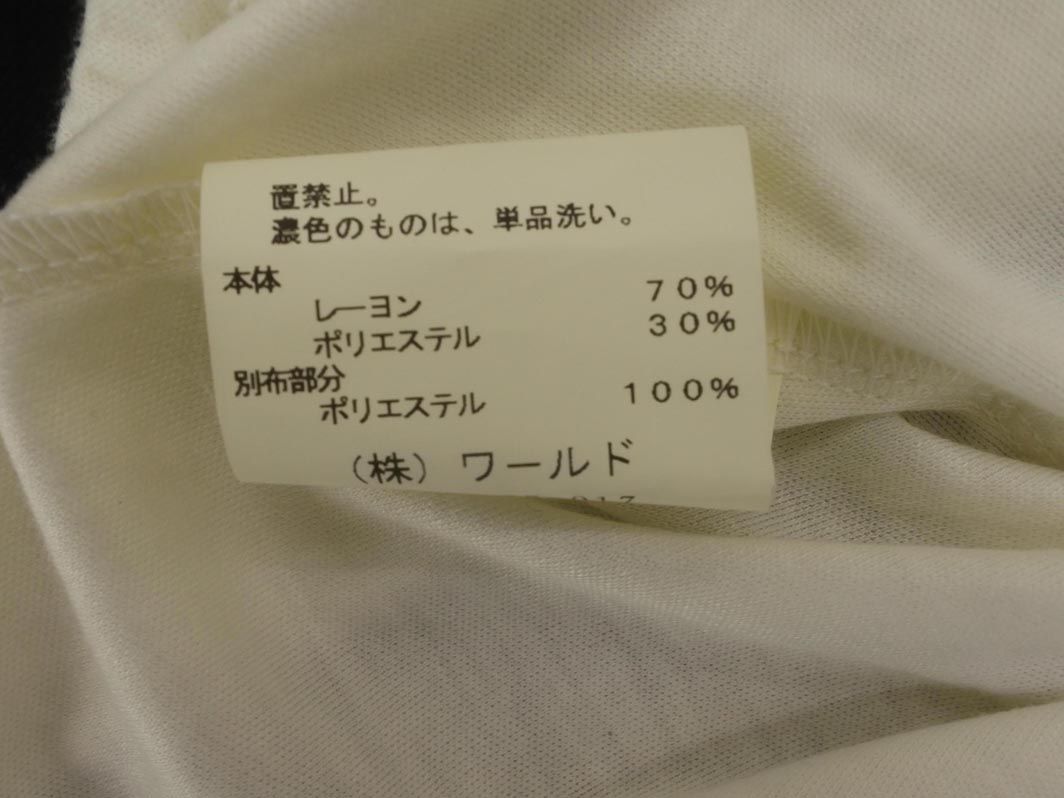 置禁止。
濃色のものは、単品洗い。
本体
レーヨン　70%
ポリエステル　30%
別布部分
ポリエステル　100%
(株) ワールド